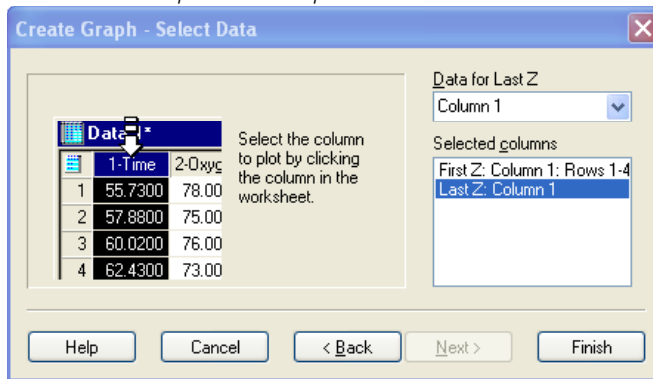 Create Graph - Select Data
Data for Last Z
Column 1
Selected columns
First Z: Column 1: Rows 1-4
Last Z: Column 1
Select the column
to plot by clicking
the column in the
worksheet.
1-Time 2-Oxyg
1 55.7300 78.00
2 57.8800 75.00
3 60.0200 76.00
4 62.4300 73.00
Help Cancel < Back Next > Finish